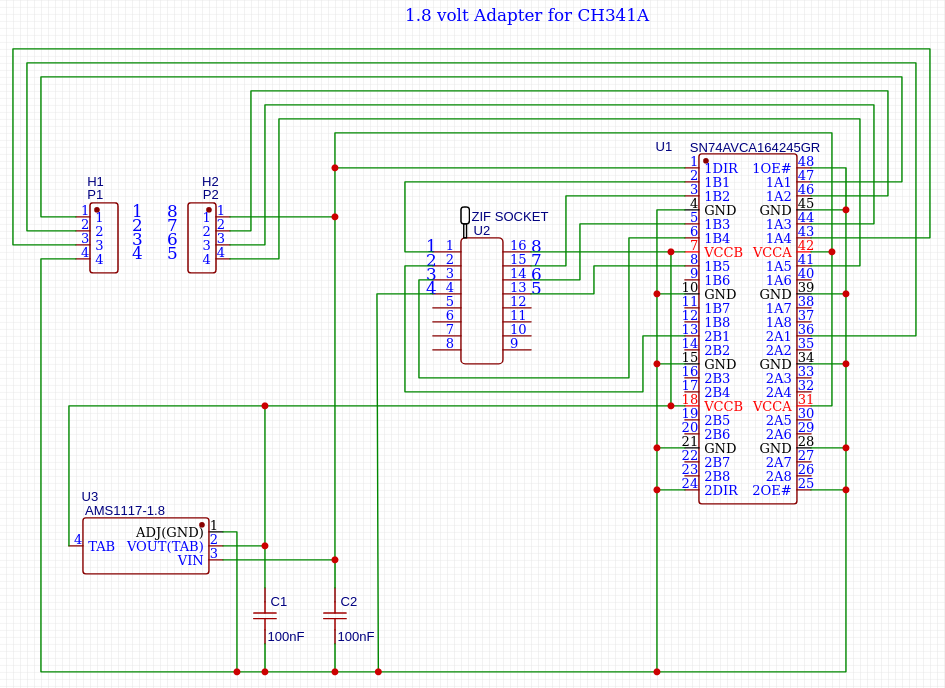 1.8 volt Adapter for CH341A
U1 SN74AVCA164245GR
1 1DIR 1OE# 48
2 1B1 1A1 47
3 1B2 1A2 46
4 GND GND 45
5 1B3 1A3 44
6 1B4 1A4 43
7 VCCB VCCA 42
8 1B5 1A5 41
9 1B6 1A6 40
10 GND GND 39
11 1B7 1A7 38
12 1B8 1A8 37
13 2B1 2A1 36
14 2B2 2A2 35
15 GND GND 34
16 2B3 2A3 33
17 2B4 2A4 32
18 VCCB VCCA 31
19 2B5 2A5 30
20 2B6 2A6 29
21 GND GND 28
22 2B7 2A7 27
23 2B8 2A8 26
24 2DIR 2OE# 25
H1
P1
1 1
2 2
3 3
4 4
1 8
2 7
3 6
4 5
H2
P2
1 1
2 2
3 3
4 4
ZIF SOCKET
U2
1 1 16 8
2 2 15 7
3 3 14 6
4 4 13 5
5 12
6 11
7 10
8 9
U3
AMS1117-1.8
ADJ(GND) 1
4 TAB VOUT(TAB) 2
VIN 3
C1
100nF
C2
100nF